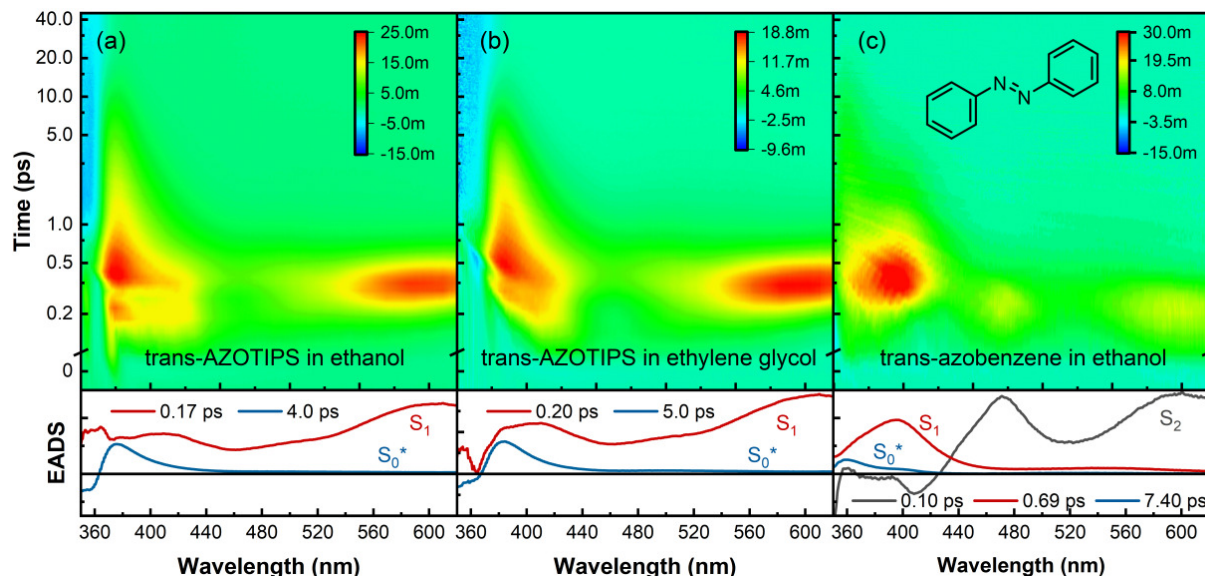 40.0
20.0
10.0
5.0
1.0
0.5
0.2
0
Time (ps)
(a)
25.0m
15.0m
5.0m
-5.0m
-15.0m
trans-AZOTIPS in ethanol
(b)
18.8m
11.7m
4.6m
-2.5m
-9.6m
trans-AZOTIPS in ethylene glycol
(c)
N
N
30.0m
19.0m
8.0m
-3.5m
-15.0m
trans-azobenzene in ethanol
EADS
0.17 ps 4.0 ps
S1
S0*
0.20 ps 5.0 ps
S1
S0*
S1
S2
S0*
0.10 ps 0.69 ps 7.40 ps
360 400 440 480 520 560 600
360 400 440 480 520 560 600
360 400 440 480 520 560 600
Wavelength (nm)
Wavelength (nm)
Wavelength (nm)